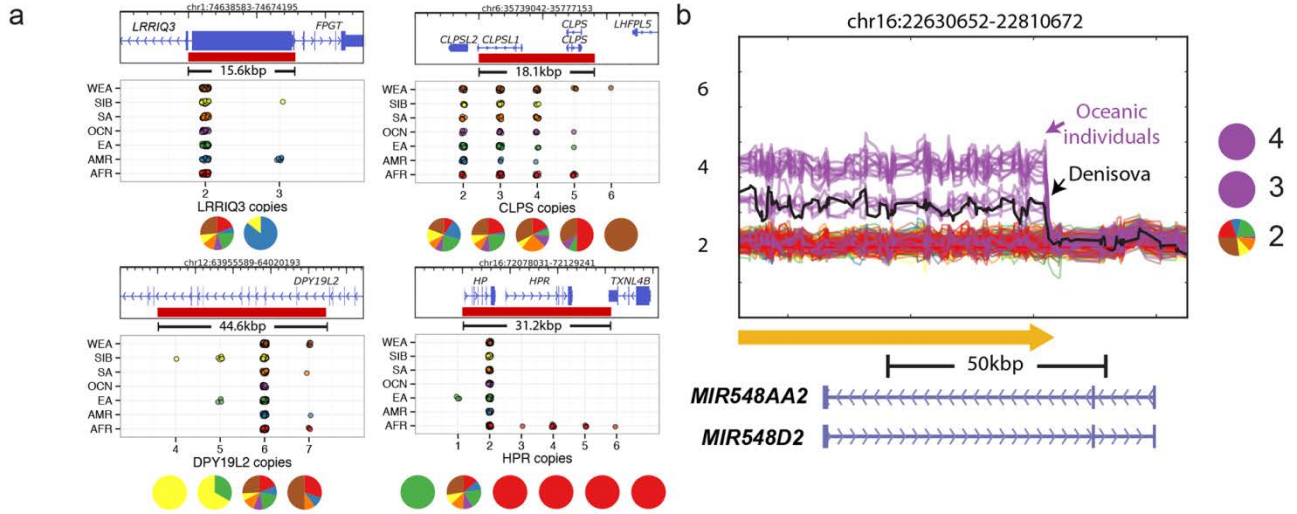 a
chr1:74638583-74674195
LRRIQ3 FPGT
15.6kbp
WEA
SIB
SA
OCN
EA
AMR
AFR
2 3
LRRIQ3 copies
chr6:35739042-35777153
CLPS LHFPL5
CLPSL2 CLPSL1 CLPS
18.1kbp
WEA
SIB
SA
OCN
EA
AMR
AFR
2 3 4 5 6
CLPS copies
chr12:63955589-64020193
DPY19L2
44.6kbp
WEA
SIB
SA
OCN
EA
AMR
AFR
4 5 6 7
DPY19L2 copies
chr16:72078031-72129241
HP HPR TXNL4B
31.2kbp
WEA
SIB
SA
OCN
EA
AMR
AFR
1 2 3 4 5 6
HPR copies
b
chr16:22630652-22810672
6
4
2
Oceanic
individuals
Denisova
4
3
2
50kbp
MIR548AA2
MIR548D2